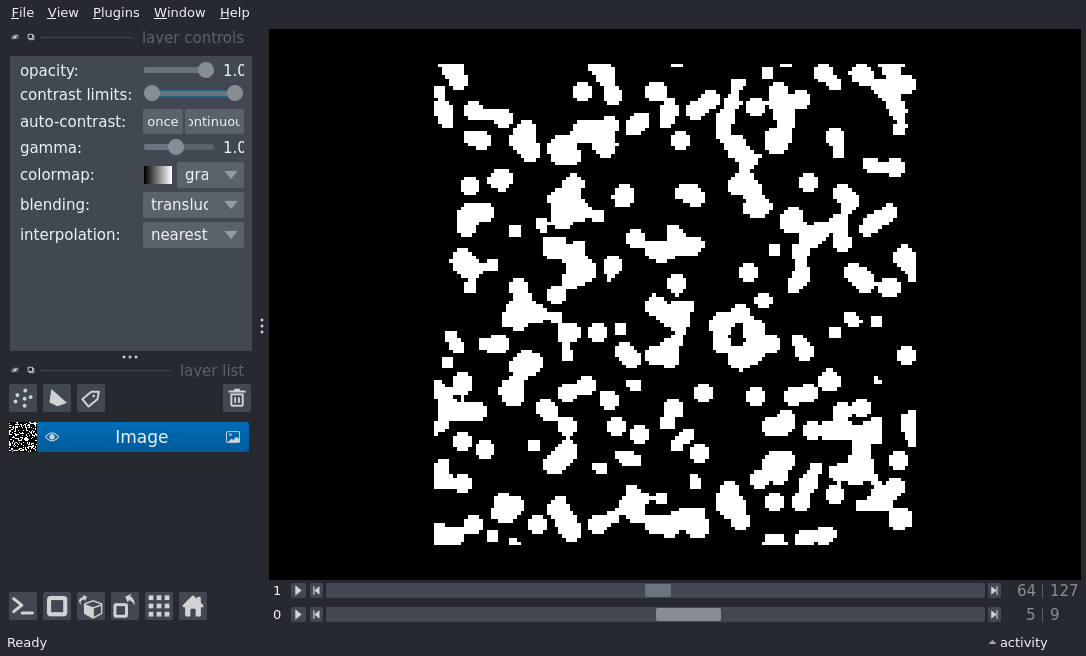 File View Plugins Window Help
layer controls
opacity: 1.0
contrast limits:
auto-contrast: once ontinuou
gamma: 1.0
colormap: gra
blending: transluc
interpolation: nearest
layer list
Image
1 64 | 127
0 5 | 9
Ready activity